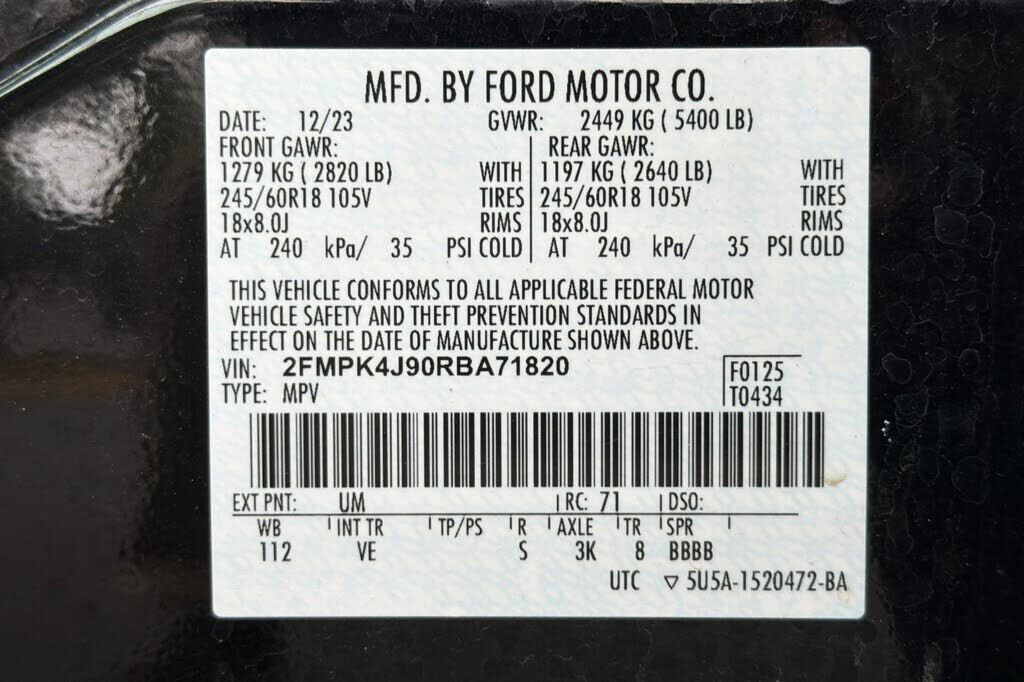 MFD. BY FORD MOTOR CO.
DATE: 12/23 GVWR: 2449 KG ( 5400 LB)
FRONT GAWR: REAR GAWR:
1279 KG ( 2820 LB) WITH 1197 KG ( 2640 LB) WITH
245/60R18 105V TIRES 245/60R18 105V TIRES
18x8.0J RIMS 18x8.0J RIMS
AT 240 kPa/ 35 PSI COLD AT 240 kPa/ 35 PSI COLD
THIS VEHICLE CONFORMS TO ALL APPLICABLE FEDERAL MOTOR
VEHICLE SAFETY AND THEFT PREVENTION STANDARDS IN
EFFECT ON THE DATE OF MANUFACTURE SHOWN ABOVE.
VIN: 2FMPK4J90RBA71820 F0125
TYPE: MPV T0434
EXT PNT: UM RC: 71 DSO:
WB INT TR TP/PS R AXLE TR SPR
112 VE S 3K 8 BBBB
UTC ▽ 5U5A-1520472-BA